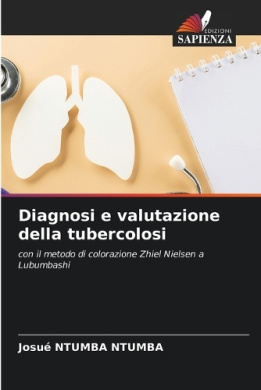 EDIZIONI
SAPIENZA
Diagnosi e valutazione
della tubercolosi
con il metodo di colorazione Zhiel Nielsen a
Lubumbashi
Josué NTUMBA NTUMBA